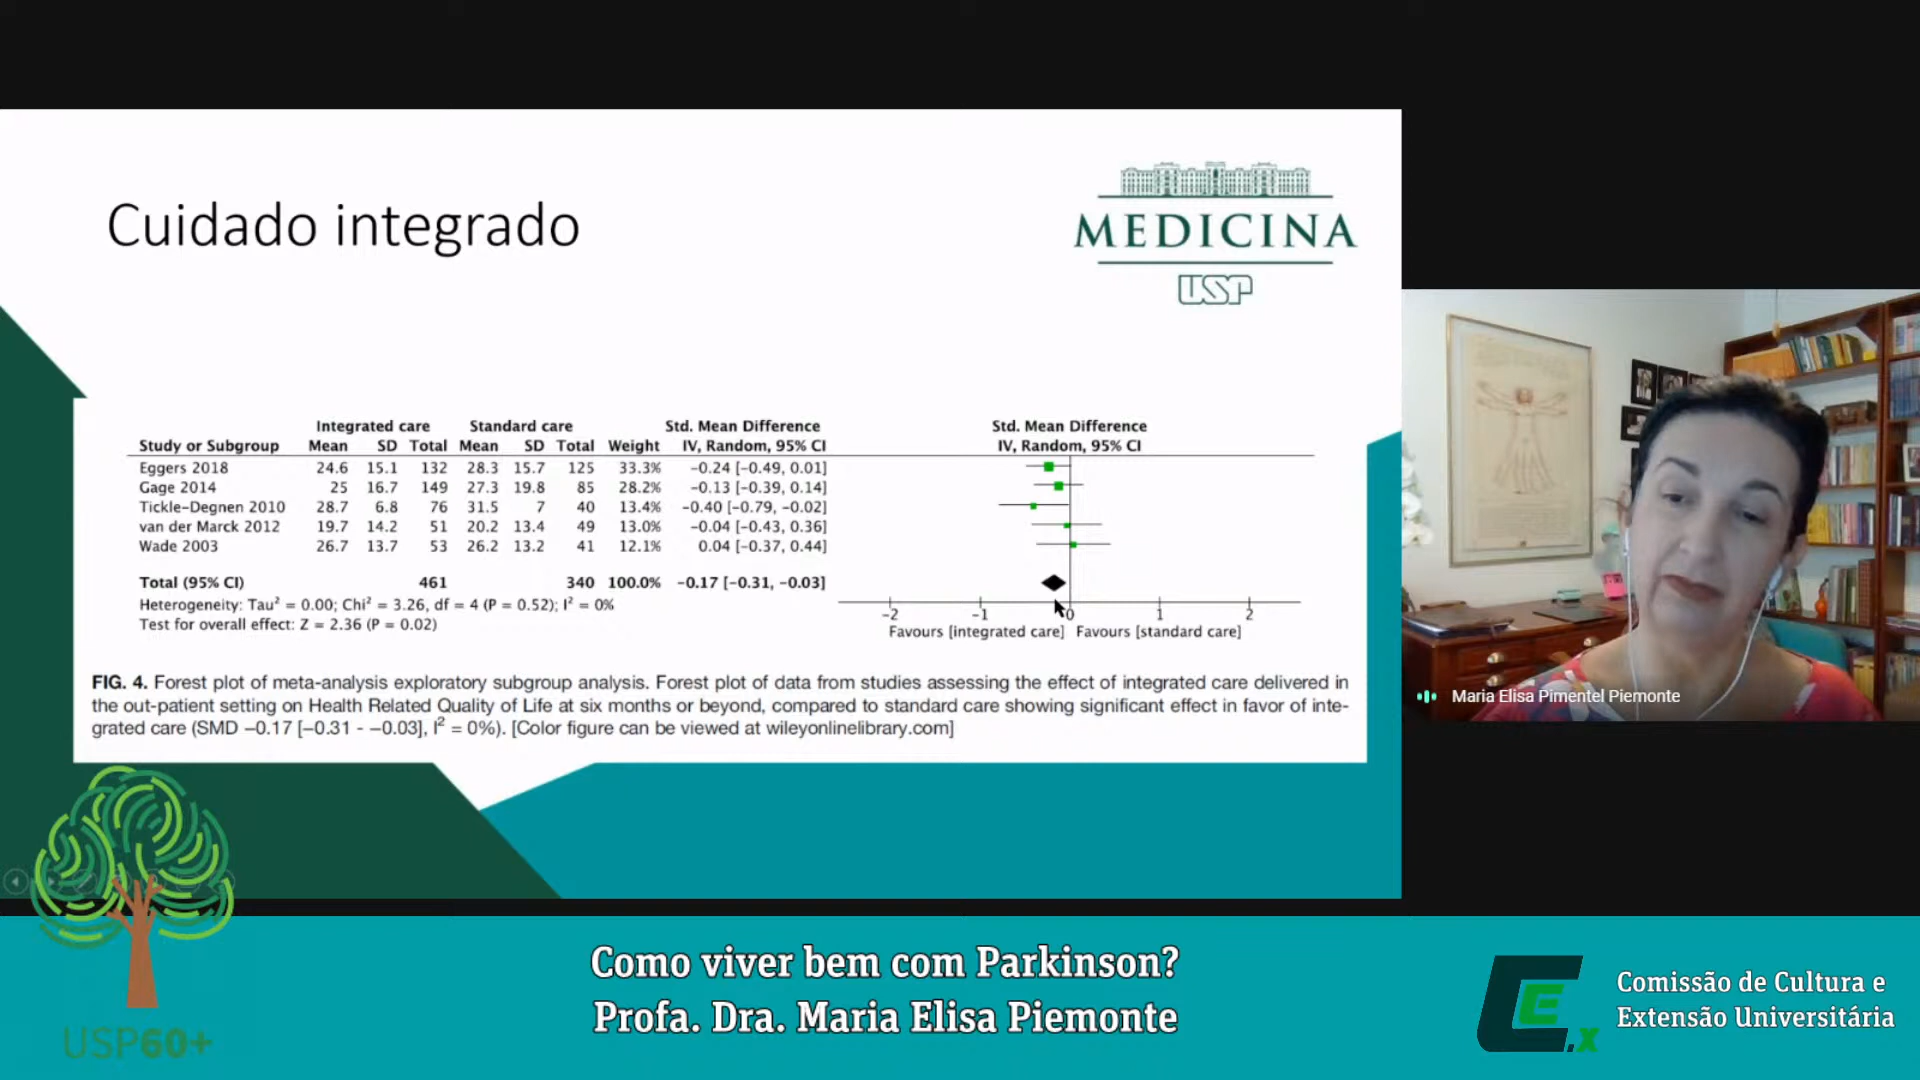 Cuidado integrado
MEDICINA
USP
Integrated care Standard care Std. Mean Difference Std. Mean Difference
Study or Subgroup Mean SD Total Mean SD Total Weight IV, Random, 95% CI IV, Random, 95% CI
Eggers 2018 24.6 15.1 132 28.3 15.7 125 33.3% −0.24 [−0.49, 0.01]
Gage 2014 25 16.7 149 27.3 19.8 85 28.2% −0.13 [−0.39, 0.14]
Tickle-Degnen 2010 28.7 6.8 76 31.5 7 40 13.4% −0.40 [−0.79, −0.02]
van der Marck 2012 19.7 14.2 51 20.2 13.4 49 13.0% −0.04 [−0.43, 0.36]
Wade 2003 26.7 13.7 53 26.2 13.2 41 12.1% 0.04 [−0.37, 0.44]
Total (95% CI) 461 340 100.0% −0.17 [−0.31, −0.03]
Heterogeneity: Tau² = 0.00; Chi² = 3.26, df = 4 (P = 0.52); I² = 0%
Test for overall effect: Z = 2.36 (P = 0.02)
−2 −1 0 1 2
Favours [integrated care] Favours [standard care]
FIG. 4. Forest plot of meta-analysis exploratory subgroup analysis. Forest plot of data from studies assessing the effect of integrated care delivered in
the out-patient setting on Health Related Quality of Life at six months or beyond, compared to standard care showing significant effect in favor of inte-
grated care (SMD −0.17 [−0.31 - −0.03], I² = 0%). [Color figure can be viewed at wileyonlinelibrary.com]
Maria Elisa Pimentel Piemonte
USP60+
Como viver bem com Parkinson?
Profa. Dra. Maria Elisa Piemonte
CEx
Comissão de Cultura e
Extensão Universitária